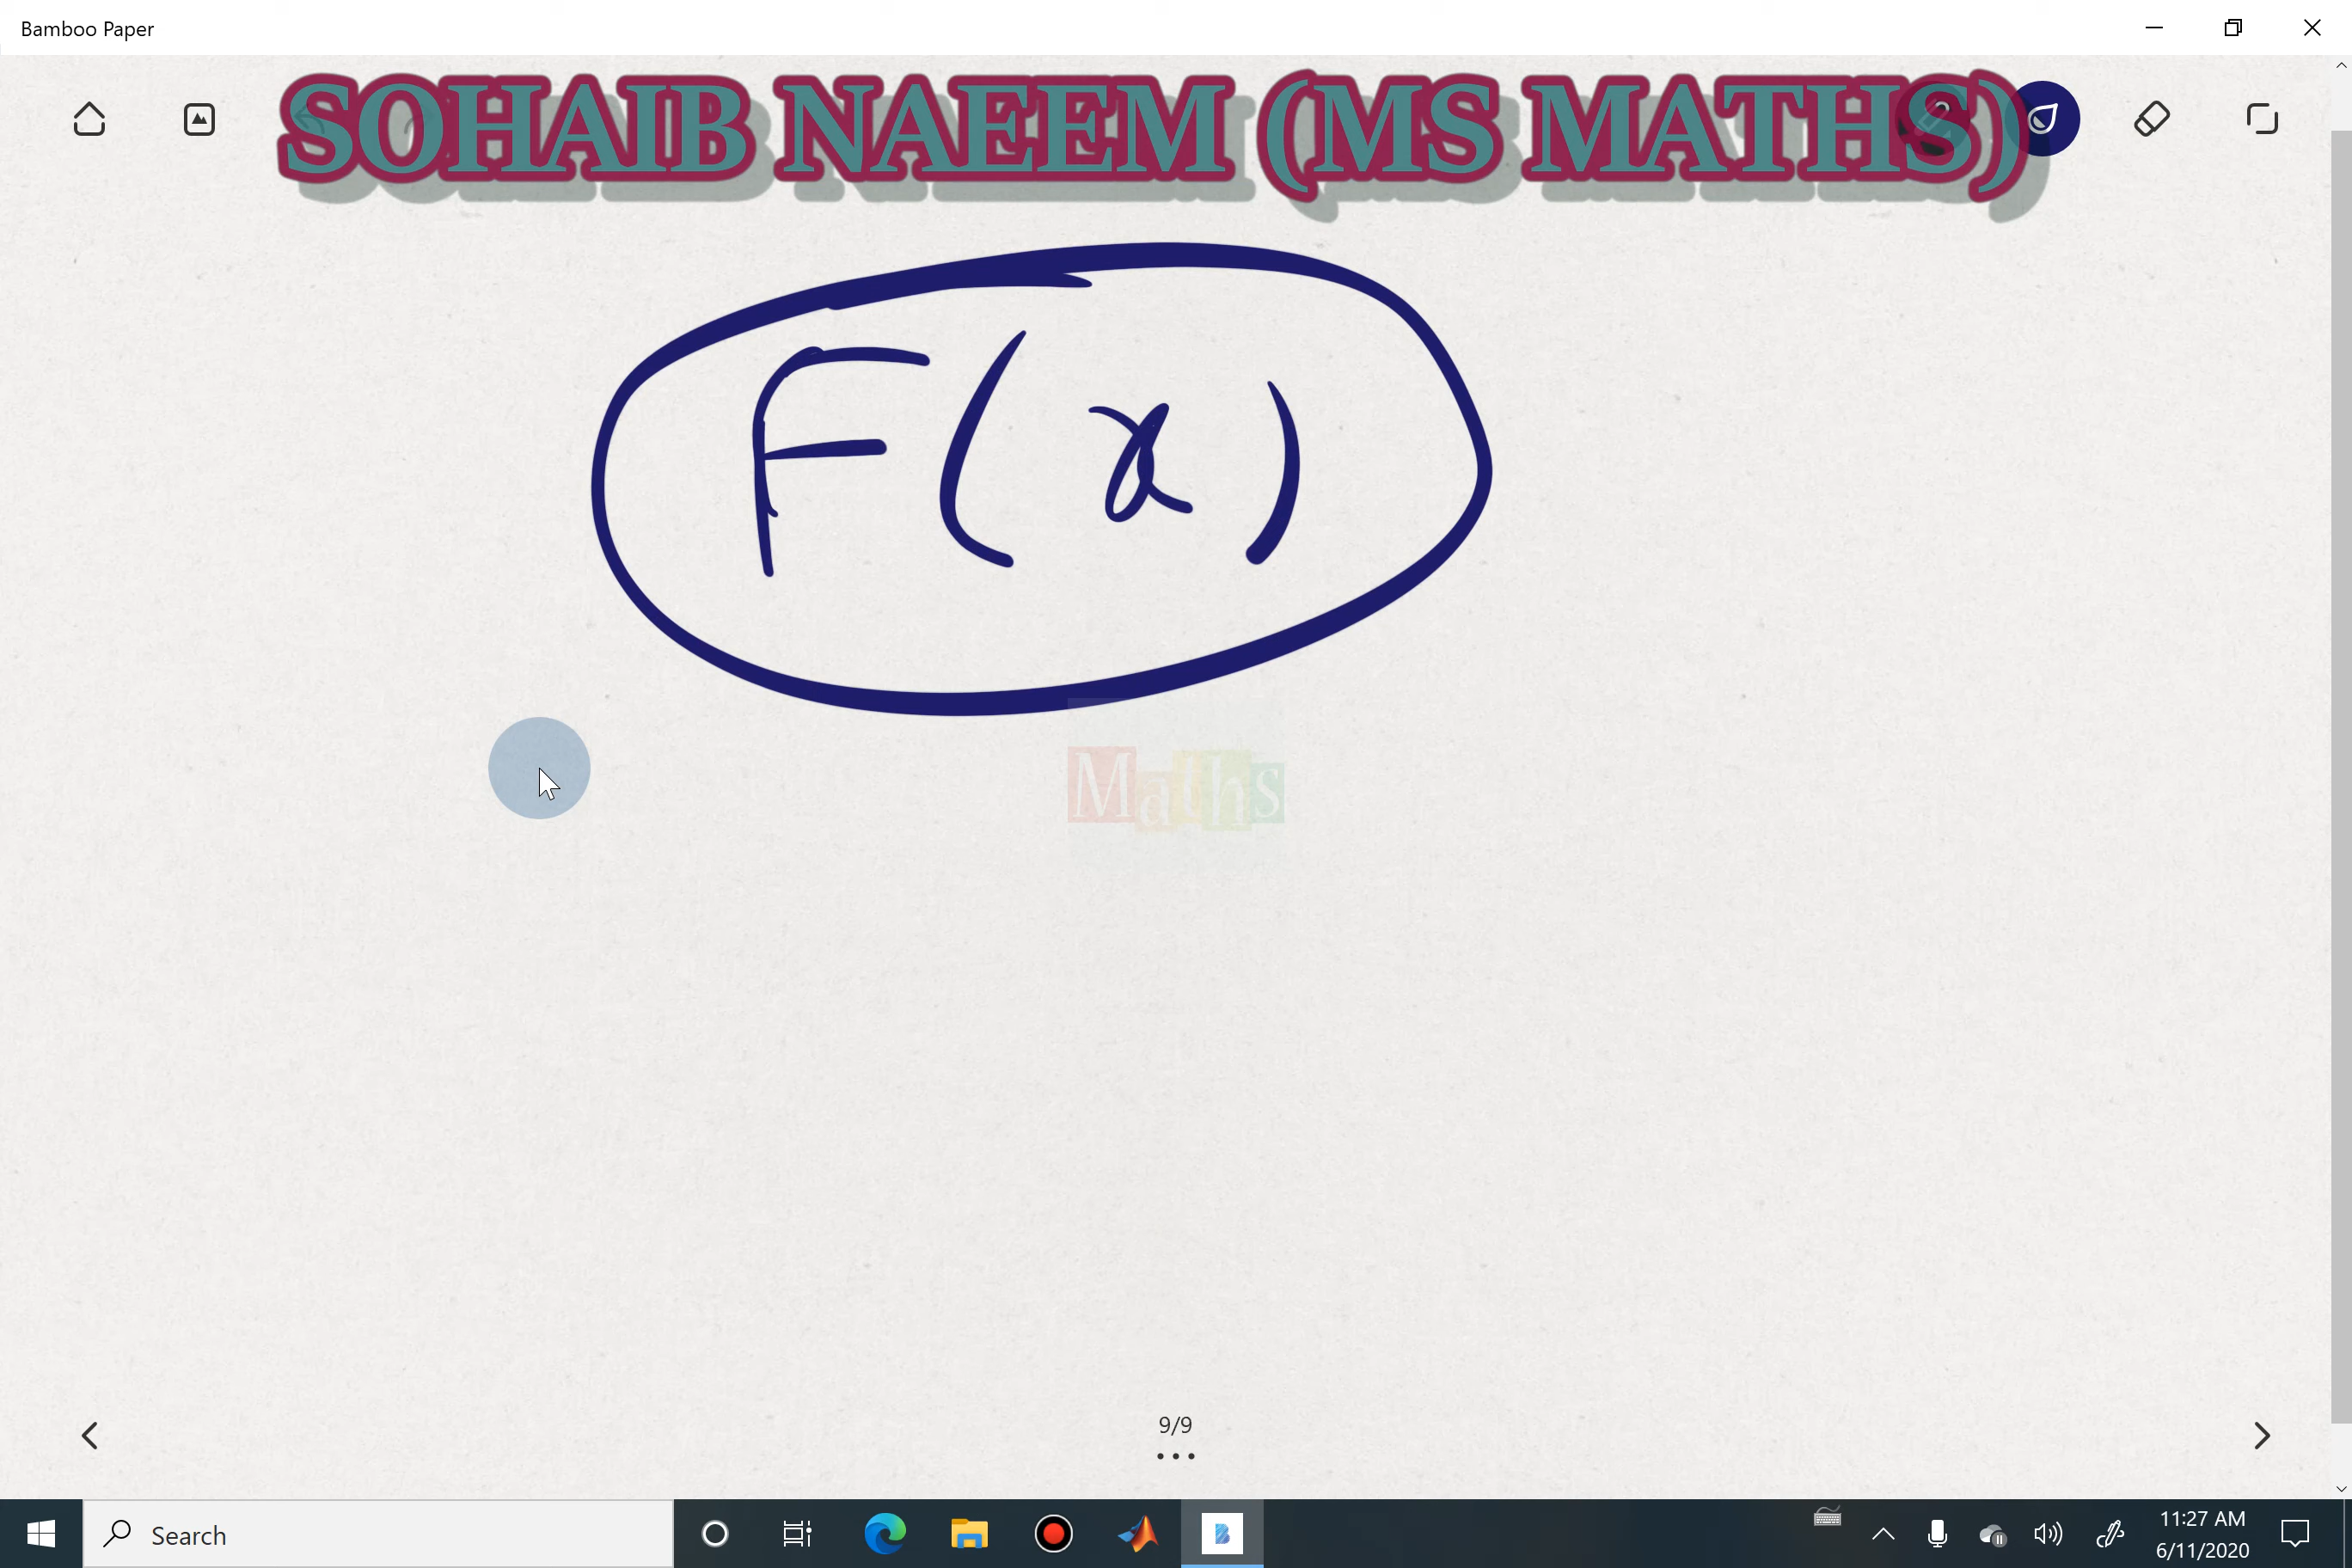 Bamboo Paper
SOHAIB NAEEM (MS MATHS)
F(x)
Maths
9/9
Search
11:27 AM
6/11/2020